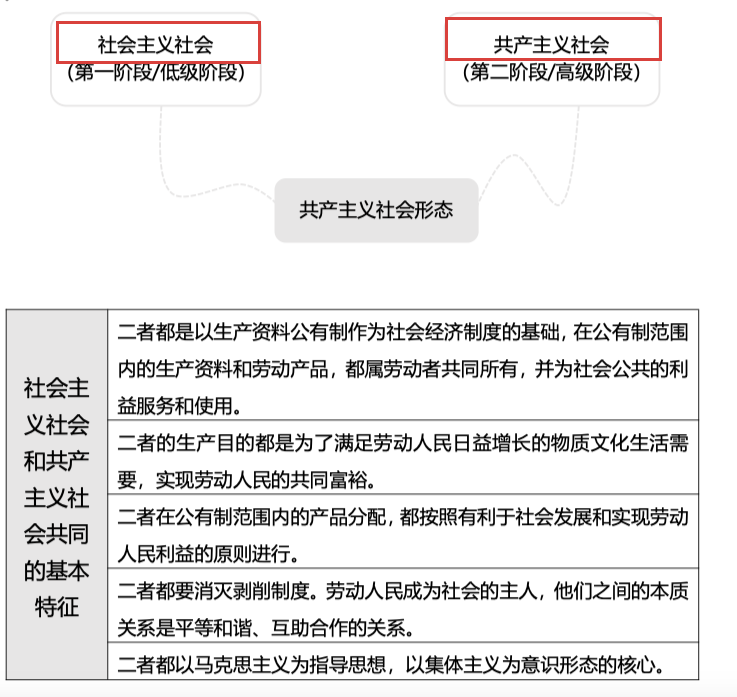 社会主义社会
（第一阶段/低级阶段）
共产主义社会
（第二阶段/高级阶段）
共产主义社会形态
社会主
义社会
和共产
主义社
会共同
的基本
特征
二者都是以生产资料公有制作为社会经济制度的基础，在公有制范围
内的生产资料和劳动产品，都属劳动者共同所有，并为社会公共的利
益服务和使用。
二者的生产目的都是为了满足劳动人民日益增长的物质文化生活需
要，实现劳动人民的共同富裕。
二者在公有制范围内的产品分配，都按照有利于社会发展和实现劳动
人民利益的原则进行。
二者都要消灭剥削制度。劳动人民成为社会的主人，他们之间的本质
关系是平等和谐、互助合作的关系。
二者都以马克思主义为指导思想，以集体主义为意识形态的核心。